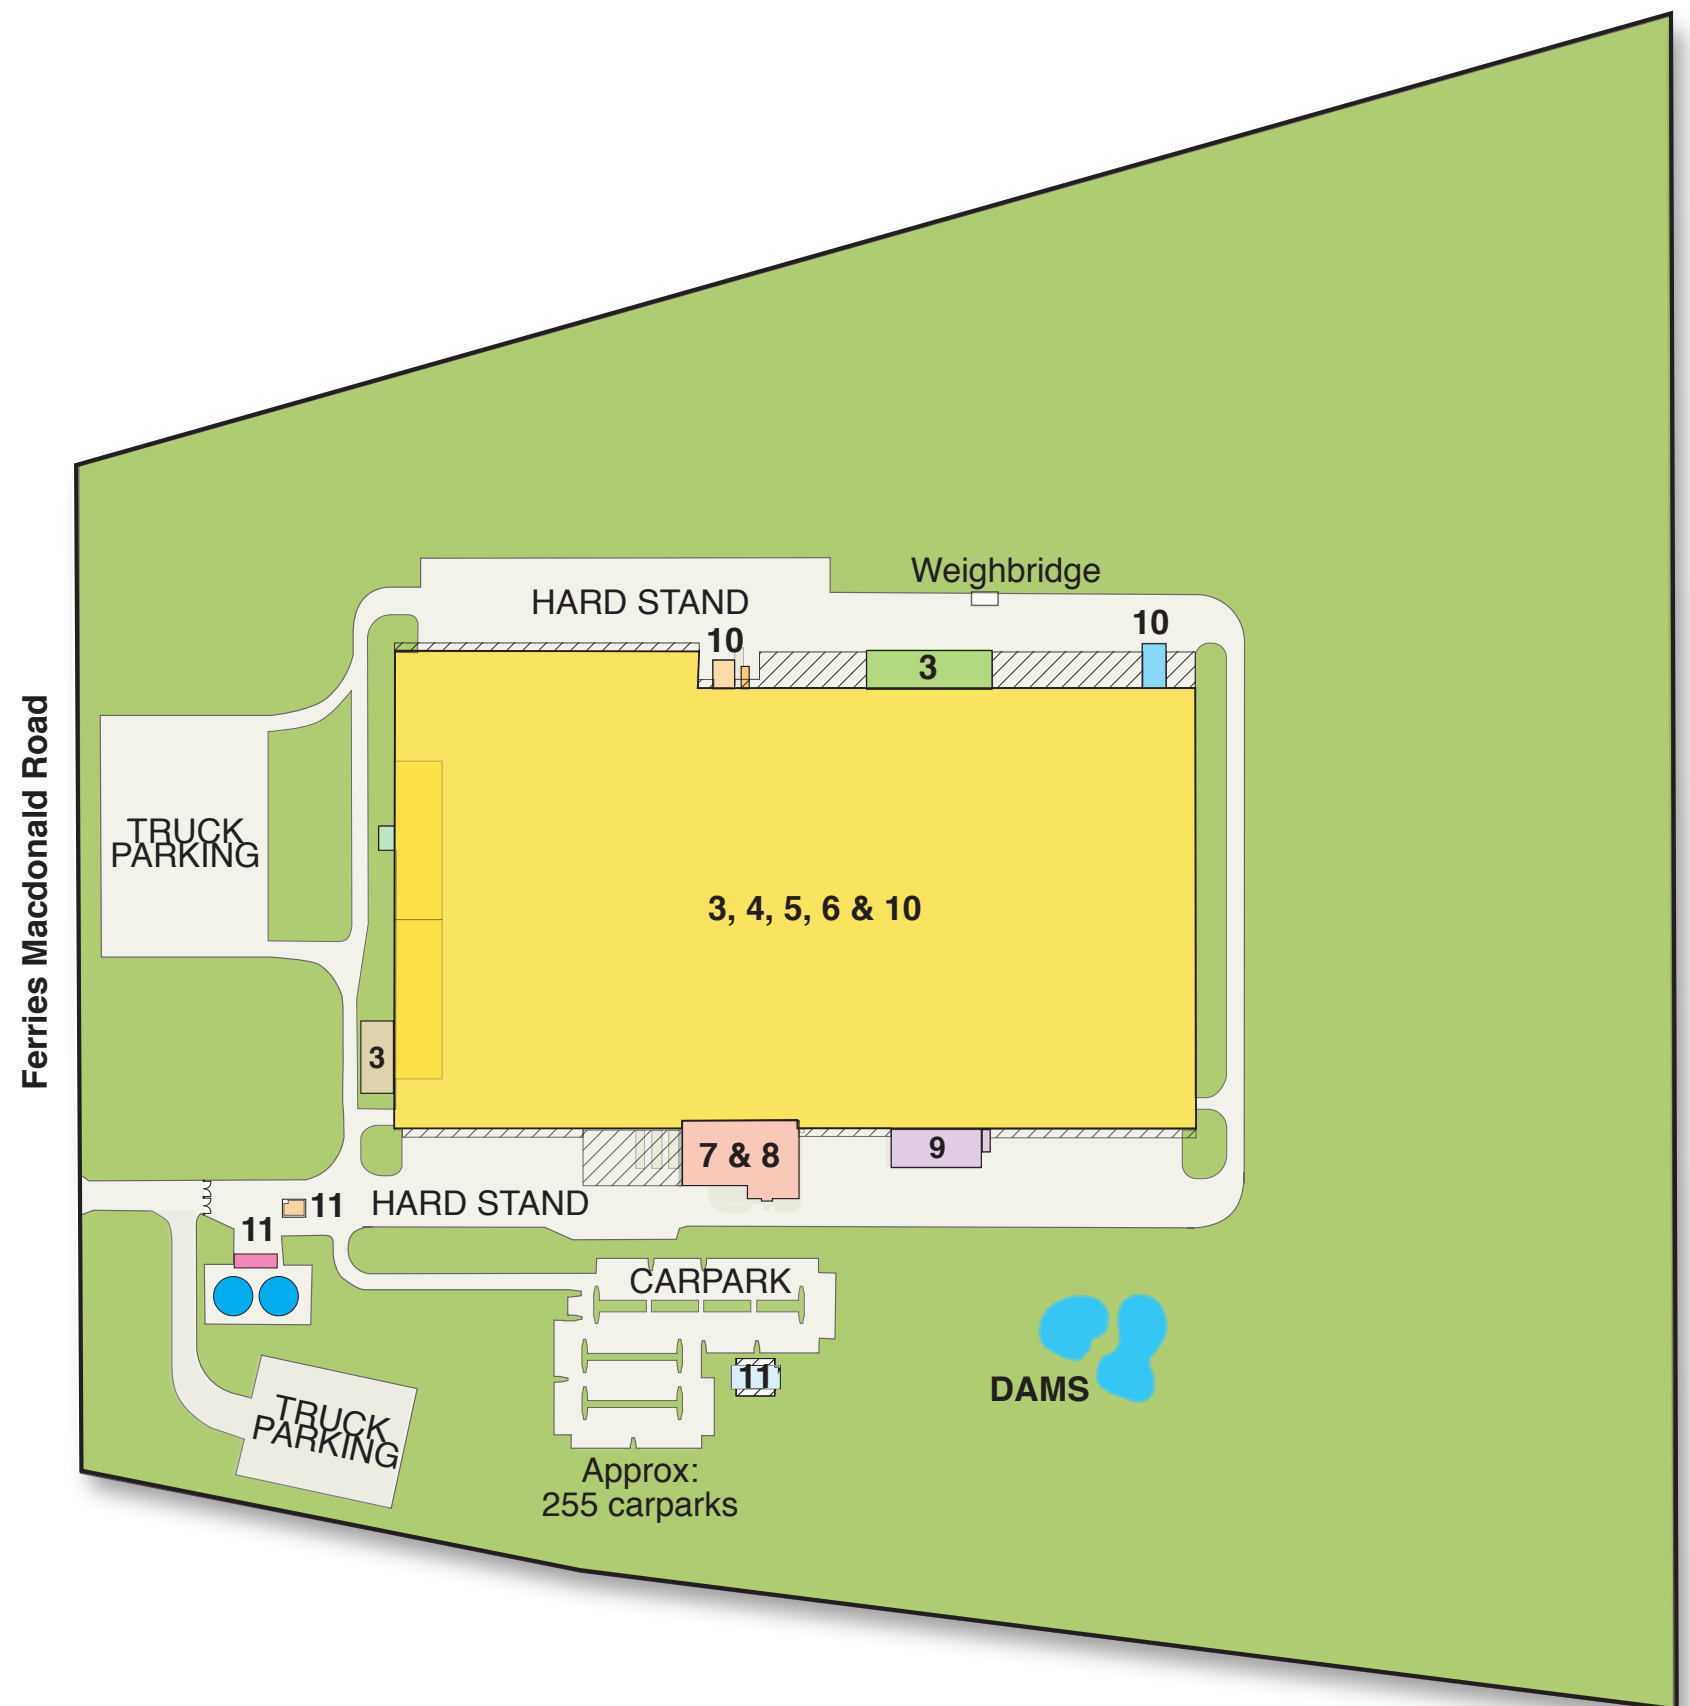 Weighbridge
HARD STAND
10
10
3
Ferries Macdonald Road
TRUCK
PARKING
3, 4, 5, 6 & 10
3
7 & 8
9
11
HARD STAND
11
CARPARK
11
DAMS
TRUCK
PARKING
Approx:
255 carparks